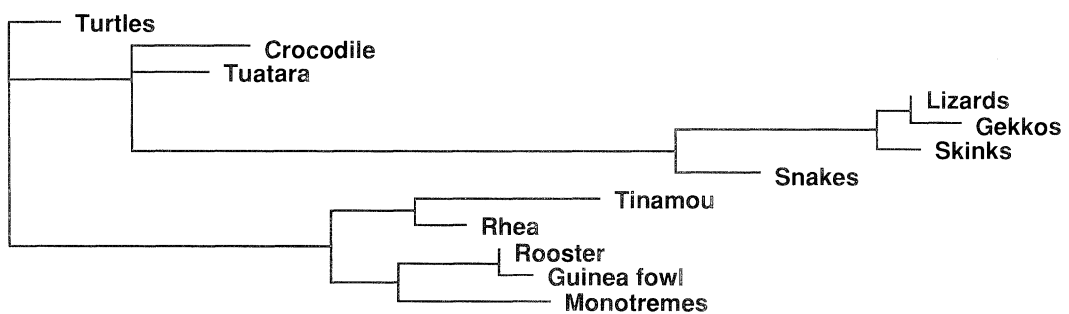 Turtles
Crocodile
Tuatara
Lizards
Gekkos
Skinks
Snakes
Tinamou
Rhea
Rooster
Guinea fowl
Monotremes